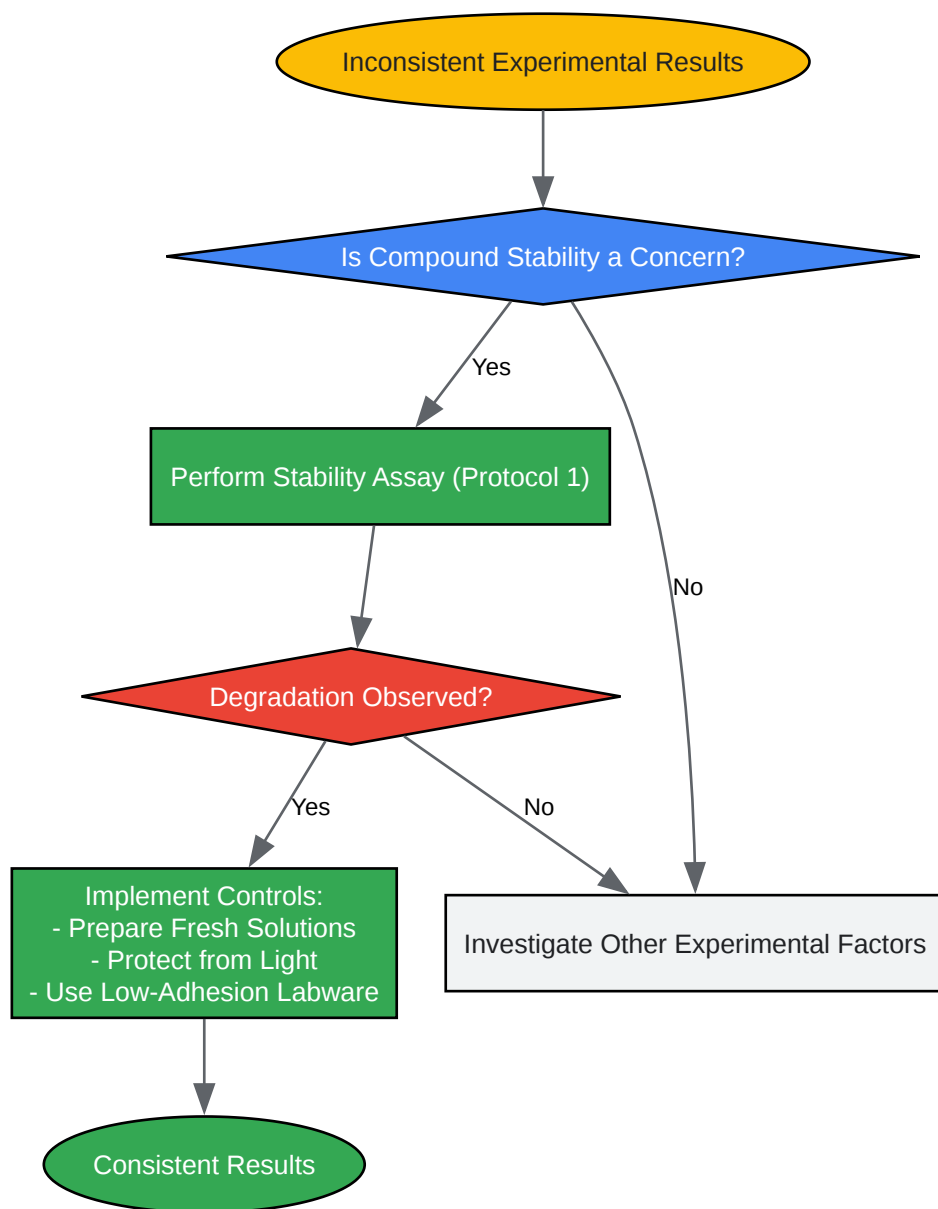 Inconsistent Experimental Results
Is Compound Stability a Concern?
Yes
Perform Stability Assay (Protocol 1)
No
Degradation Observed?
Yes
No
Implement Controls:
- Prepare Fresh Solutions
- Protect from Light
- Use Low-Adhesion Labware
Investigate Other Experimental Factors
Consistent Results